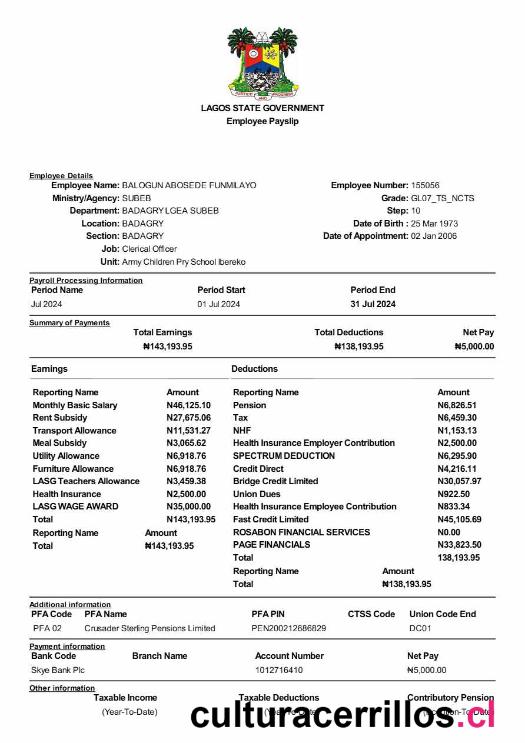 LAGOS STATE GOVERNMENT
Employee Payslip
Employee Details
Employee Name: BALOGUN ABOSEDE FUNMILAYO Employee Number: 155056
Ministry/Agency: SUBEB Grade: GL07_TS_NCTS
Department: BADAGRY LGEA SUBEB Step: 10
Location: BADAGRY Date of Birth : 25 Mar 1973
Section: BADAGRY Date of Appointment: 02 Jan 2006
Job: Clerical Officer
Unit: Army Children Pry School Ibereko
Payroll Processing Information
Period Name Period Start Period End
Jul 2024 01 Jul 2024 31 Jul 2024
Summary of Payments
Total Earnings Total Deductions Net Pay
₦143,193.95 ₦138,193.95 ₦5,000.00
Earnings Deductions
Reporting Name Amount Reporting Name Amount
Monthly Basic Salary N46,125.10 Pension N6,826.51
Rent Subsidy N27,675.06 Tax N6,459.30
Transport Allowance N11,531.27 NHF N1,153.13
Meal Subsidy N3,065.62 Health Insurance Employer Contribution N2,500.00
Utility Allowance N6,918.76 SPECTRUM DEDUCTION N6,295.90
Furniture Allowance N6,918.76 Credit Direct N4,216.11
LASG Teachers Allowance N3,459.38 Bridge Credit Limited N30,057.97
Health Insurance N2,500.00 Union Dues N922.50
LASG WAGE AWARD N35,000.00 Health Insurance Employee Contribution N833.34
Total N143,193.95 Fast Credit Limited N45,105.69
Reporting Name Amount ROSABON FINANCIAL SERVICES N0.00
Total ₦143,193.95 PAGE FINANCIALS N33,823.50
Total 138,193.95
Reporting Name Amount
Total ₦138,193.95
Additional information
PFA Code PFA Name PFA PIN CTSS Code Union Code End
PFA 02 Crusader Sterling Pensions Limited PEN200212686829 DC01
Payment information
Bank Code Branch Name Account Number Net Pay
Skye Bank Plc 1012716410 ₦5,000.00
Other information
Taxable Income Taxable Deductions Contributory Pension
(Year-To-Date)
culturacerrillos.cl